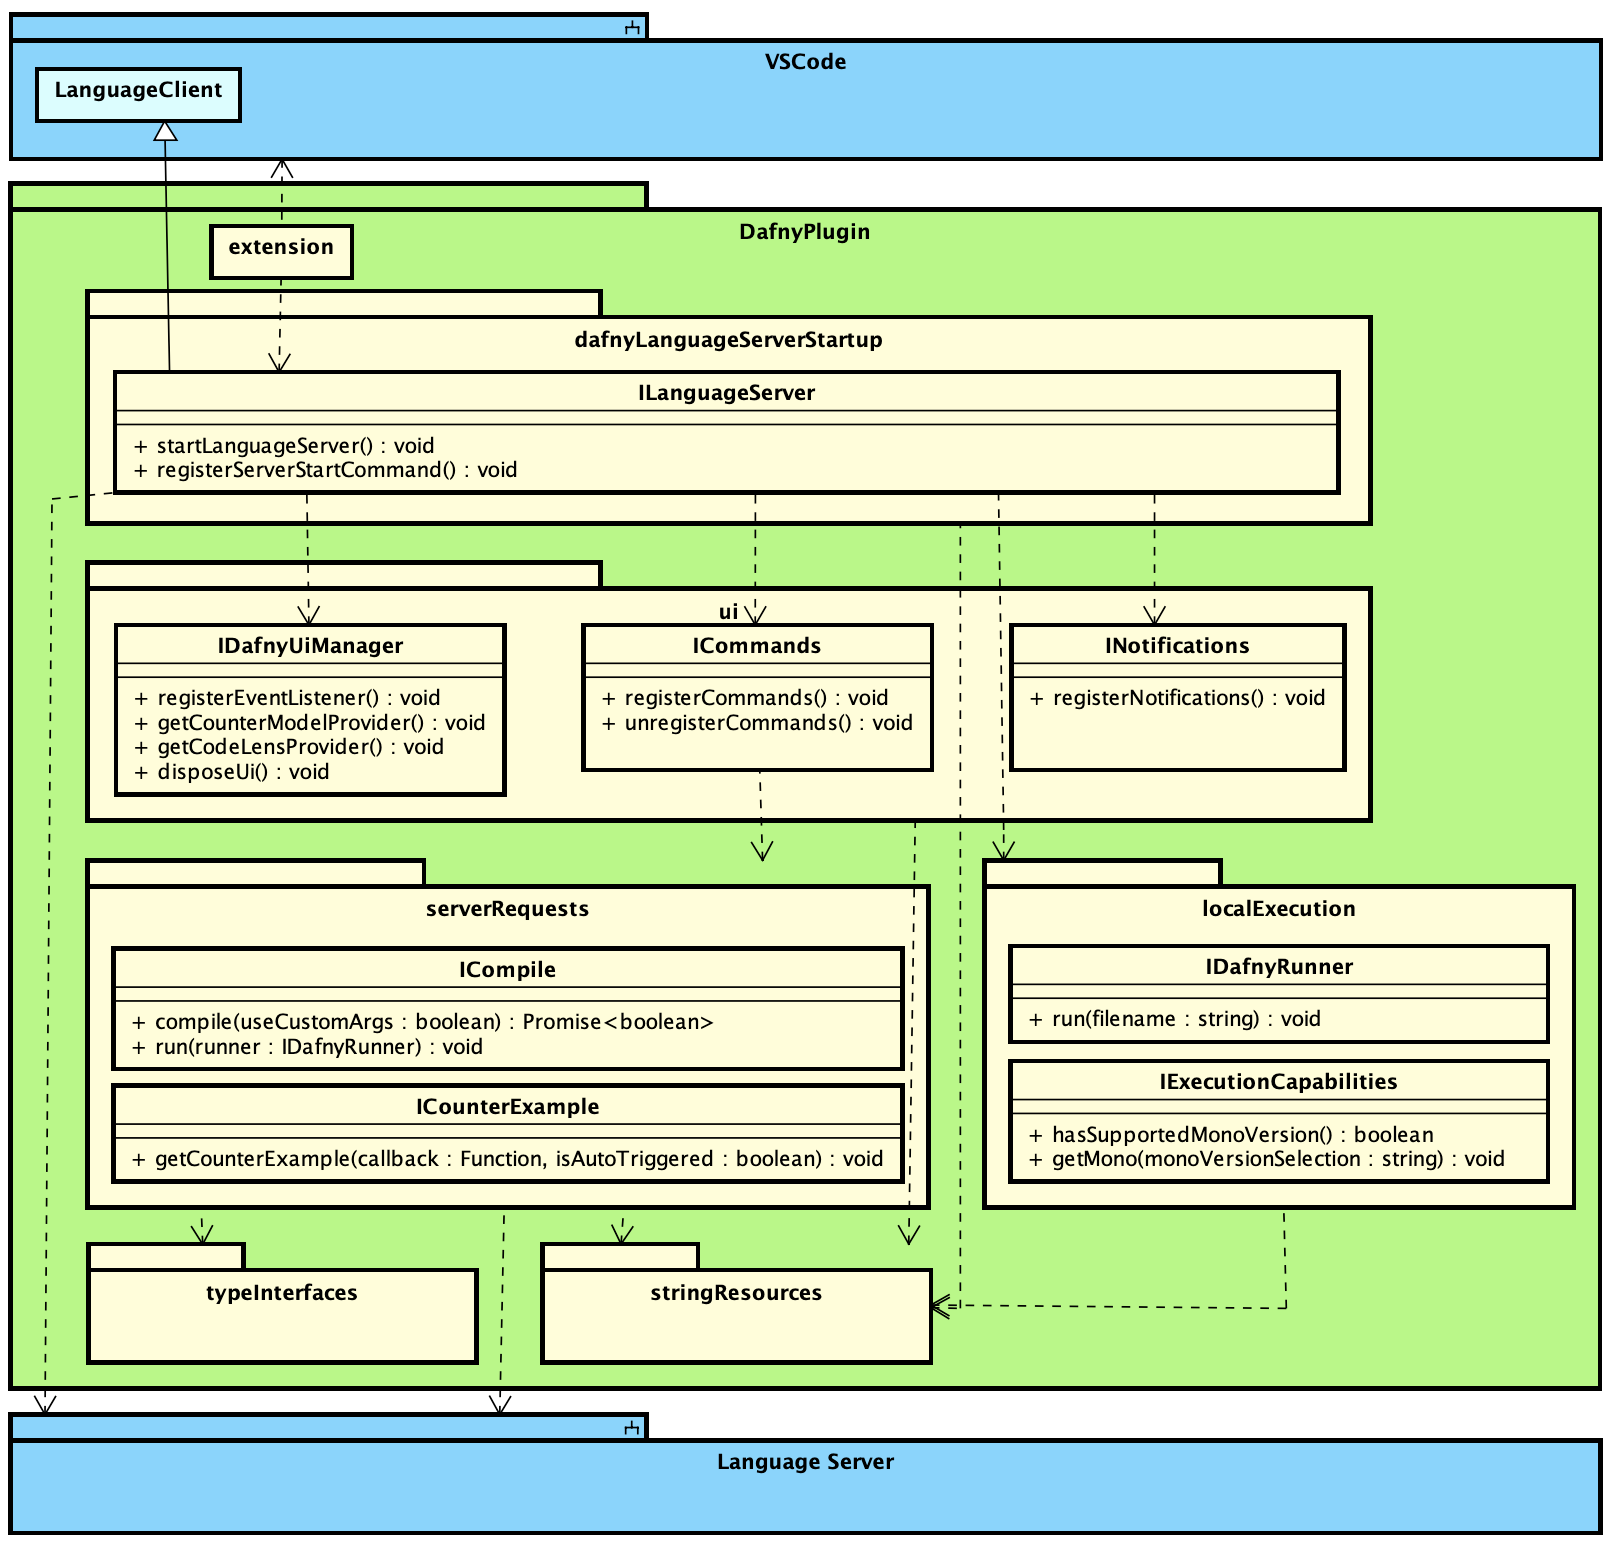 VSCode
LanguageClient
DafnyPlugin
extension
dafnyLanguageServerStartup
ILanguageServer
+ startLanguageServer() : void
+ registerServerStartCommand() : void
ui
IDafnyUiManager
+ registerEventListener() : void
+ getCounterModelProvider() : void
+ getCodeLensProvider() : void
+ disposeUi() : void
ICommands
+ registerCommands() : void
+ unregisterCommands() : void
INotifications
+ registerNotifications() : void
serverRequests
ICompile
+ compile(useCustomArgs : boolean) : Promise<boolean>
+ run(runner : IDafnyRunner) : void
ICounterExample
+ getCounterExample(callback : Function, isAutoTriggered : boolean) : void
localExecution
IDafnyRunner
+ run(filename : string) : void
IExecutionCapabilities
+ hasSupportedMonoVersion() : boolean
+ getMono(monoVersionSelection : string) : void
typeInterfaces
stringResources
Language Server